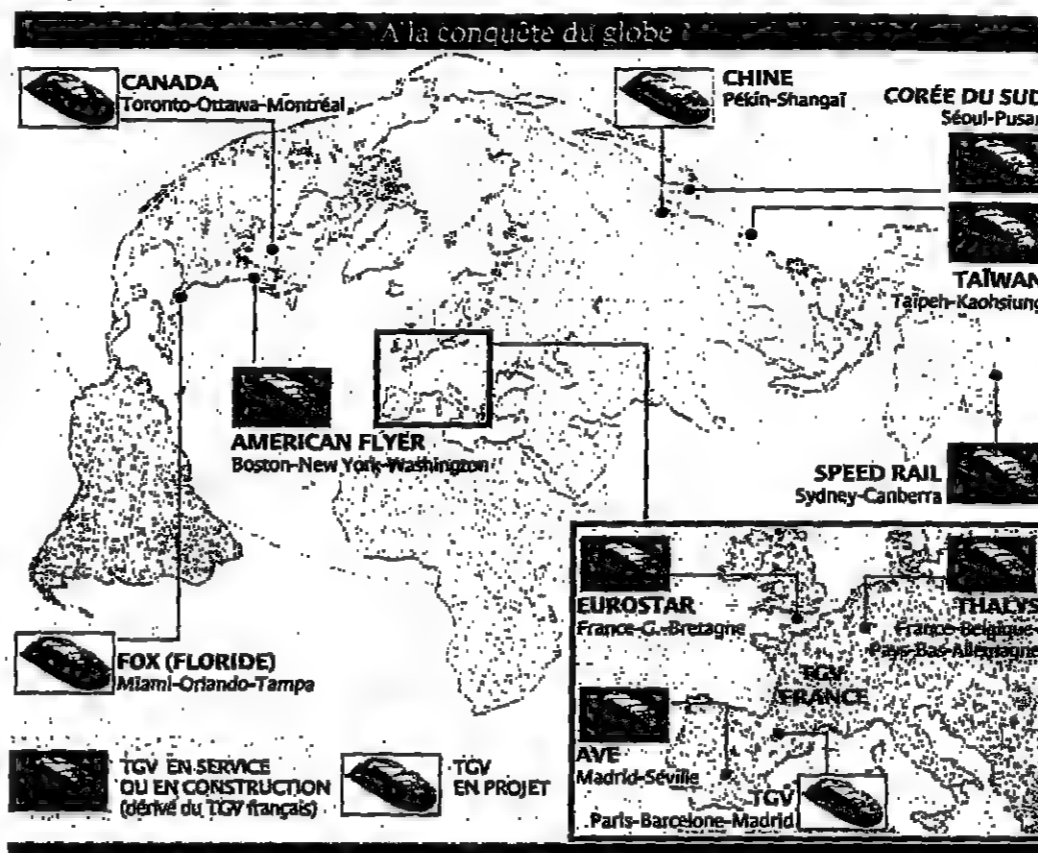 A la conquête du globe
CANADA
Toronto-Ottawa-Montréal
CHINE
Pékin-Shangaï
CORÉE DU SUD
Séoul-Pusan
TAÏWAN
Taïpeh-Kaohsiung
AMERICAN FLYER
Boston-New York-Washington
SPEED RAIL
Sydney-Canberra
EUROSTAR
France-G.-Bretagne
THALYS
France-Belgique-
Pays-Bas-Allemagne
TGV
FRANCE
FOX (FLORIDE)
Miami-Orlando-Tampa
AVE
Madrid-Séville
TGV
Paris-Barcelone-Madrid
TGV EN SERVICE
OU EN CONSTRUCTION
(dérivé du TGV français)
TGV
EN PROJET